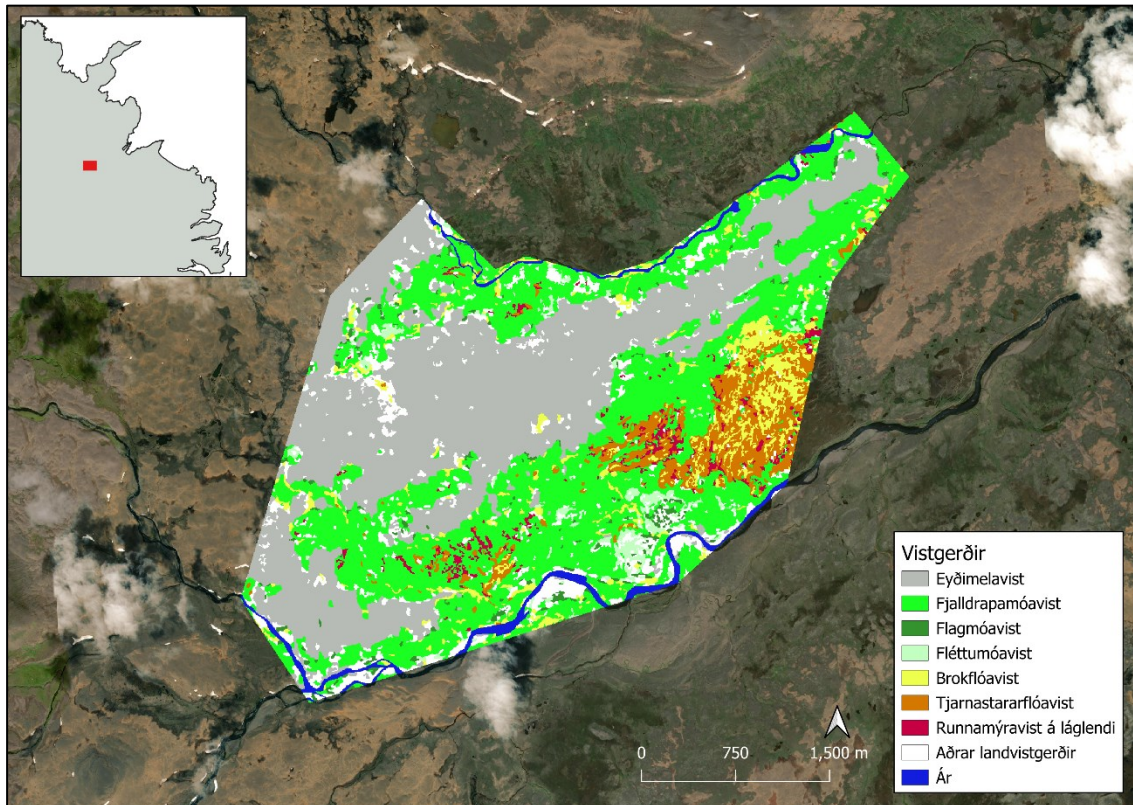 0
750
1,500 m
Vistgerðir
Eyðimelavist
Fjalldrapamóavist
Flagmóavist
Fléttumóavist
Brokflóavist
Tjarnastararflóavist
Runnamýravist á láglendi
Aðrar landvistgerðir
Ár